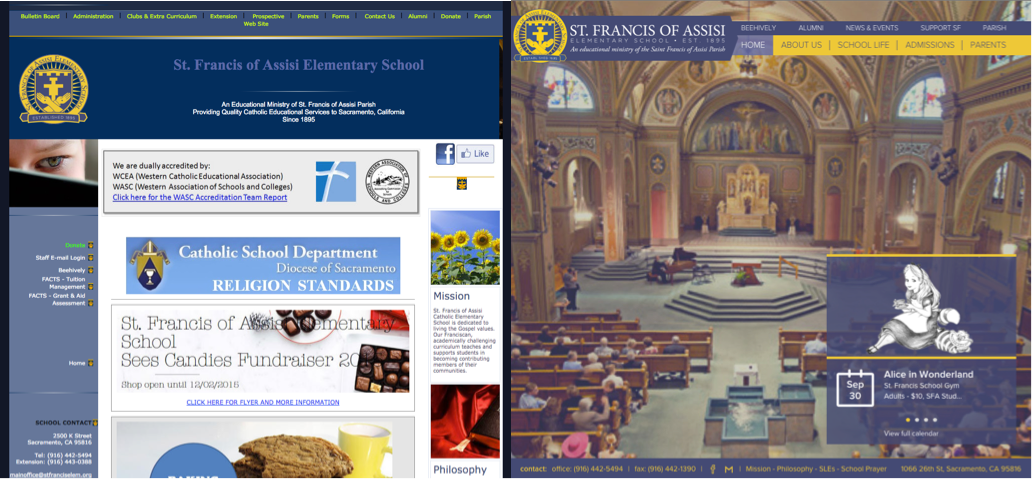 Bulletin Board | Administration | Clubs & Extra Curriculum | Extension | Prospective | Parents | Forms | Contact Us | Alumni | Donate | Parish
Web Site
St. Francis of Assisi Elementary School
An Educational Ministry of St. Francis of Assisi Parish
Providing Quality Catholic Educational Services to Sacramento, California
Since 1895
We are dually accredited by:
WCEA (Western Catholic Educational Association)
WASC (Western Association of Schools and Colleges)
Click here for the WASC Accreditation Team Report
Like
Donate
Staff E-mail Login
Beehively
FACTS - Tuition
Management
FACTS - Grant & Aid
Assessment
Home
SCHOOL CONTACT
2500 K Street
Sacramento, CA 95816
Tel: (916) 442-5494
Extension: (916) 443-0388
mainoffice@stfranciselem.org
Catholic School Department
Diocese of Sacramento
RELIGION STANDARDS
St. Francis of Assisi Elementary
School
Sees Candies Fundraiser 20
Shop open until 12/02/2015
CLICK HERE FOR FLYER AND MORE INFORMATION
Mission
St. Francis of Assisi
Catholic Elementary
School is dedicated to
living the Gospel values.
Our Franciscan,
academically challenging
curriculum teaches and
supports students in
becoming contributing
members of their
communities.
Philosophy
ST. FRANCIS OF ASSISI
ELEMENTARY SCHOOL • EST. 1895
An educational ministry of the Saint Francis of Assisi Parish
BEEHIVELY ALUMNI NEWS & EVENTS SUPPORT SF PARISH
HOME ABOUT US | SCHOOL LIFE | ADMISSIONS | PARENTS
Sep
30
Alice in Wonderland
St. Francis School Gym
Adults - $10, SFA Stud...
View full calendar
contact: office: (916) 442-5494 | fax: (916) 442-1390 | f M | Mission - Philosophy - SLEs - School Prayer 1066 26th St, Sacramento, CA 95816